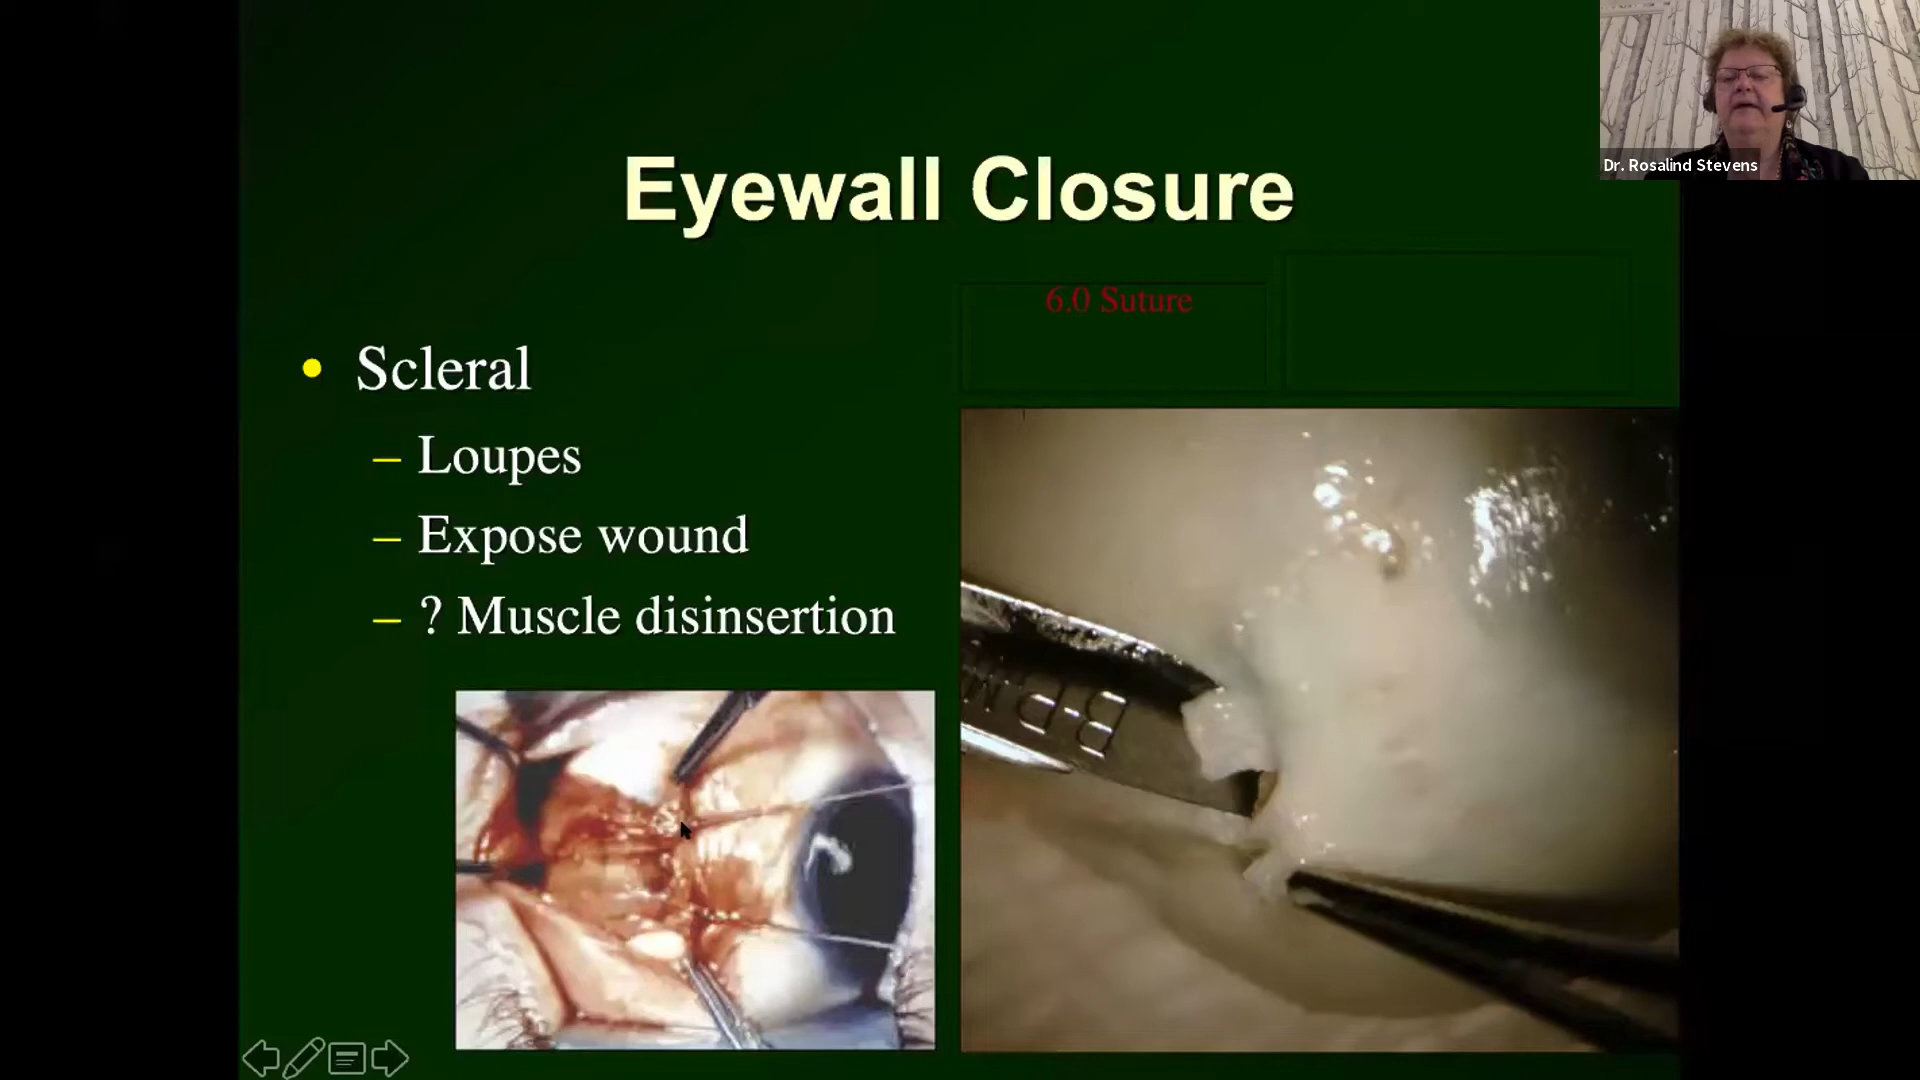 Dr. Rosalind Stevens
Eyewall Closure
6.0 Suture
• Scleral
– Loupes
– Expose wound
– ? Muscle disinsertion